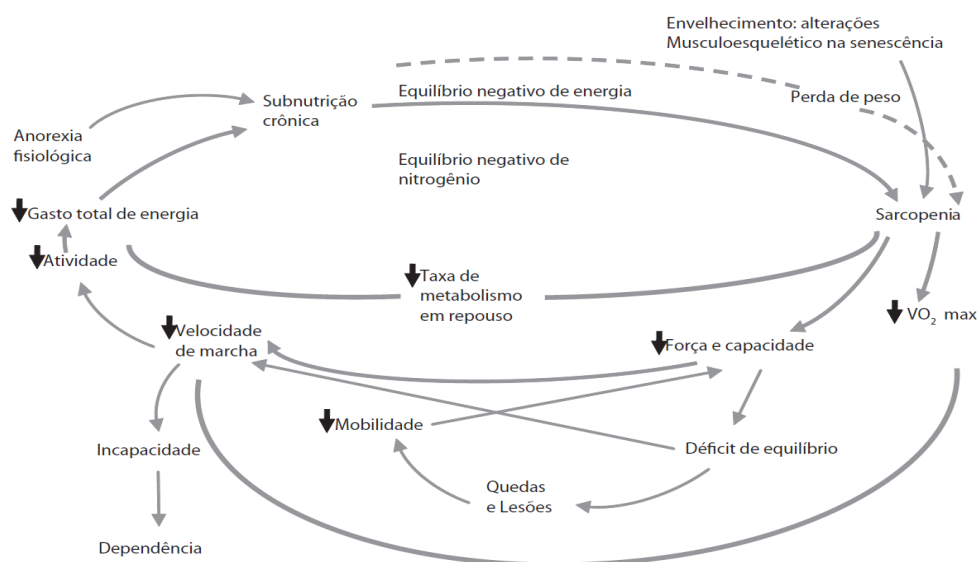 Envelhecimento: alterações
Musculoesquelético na senescência
Subnutrição
crônica
Equilíbrio negativo de energia
Perda de peso
Anorexia
fisiológica
Equilíbrio negativo de
nitrogênio
Gasto total de energia
Sarcopenia
Atividade
Taxa de
metabolismo
em repouso
VO₂ max
Velocidade
de marcha
Força e capacidade
Mobilidade
Incapacidade
Déficit de equilíbrio
Quedas
e Lesões
Dependência